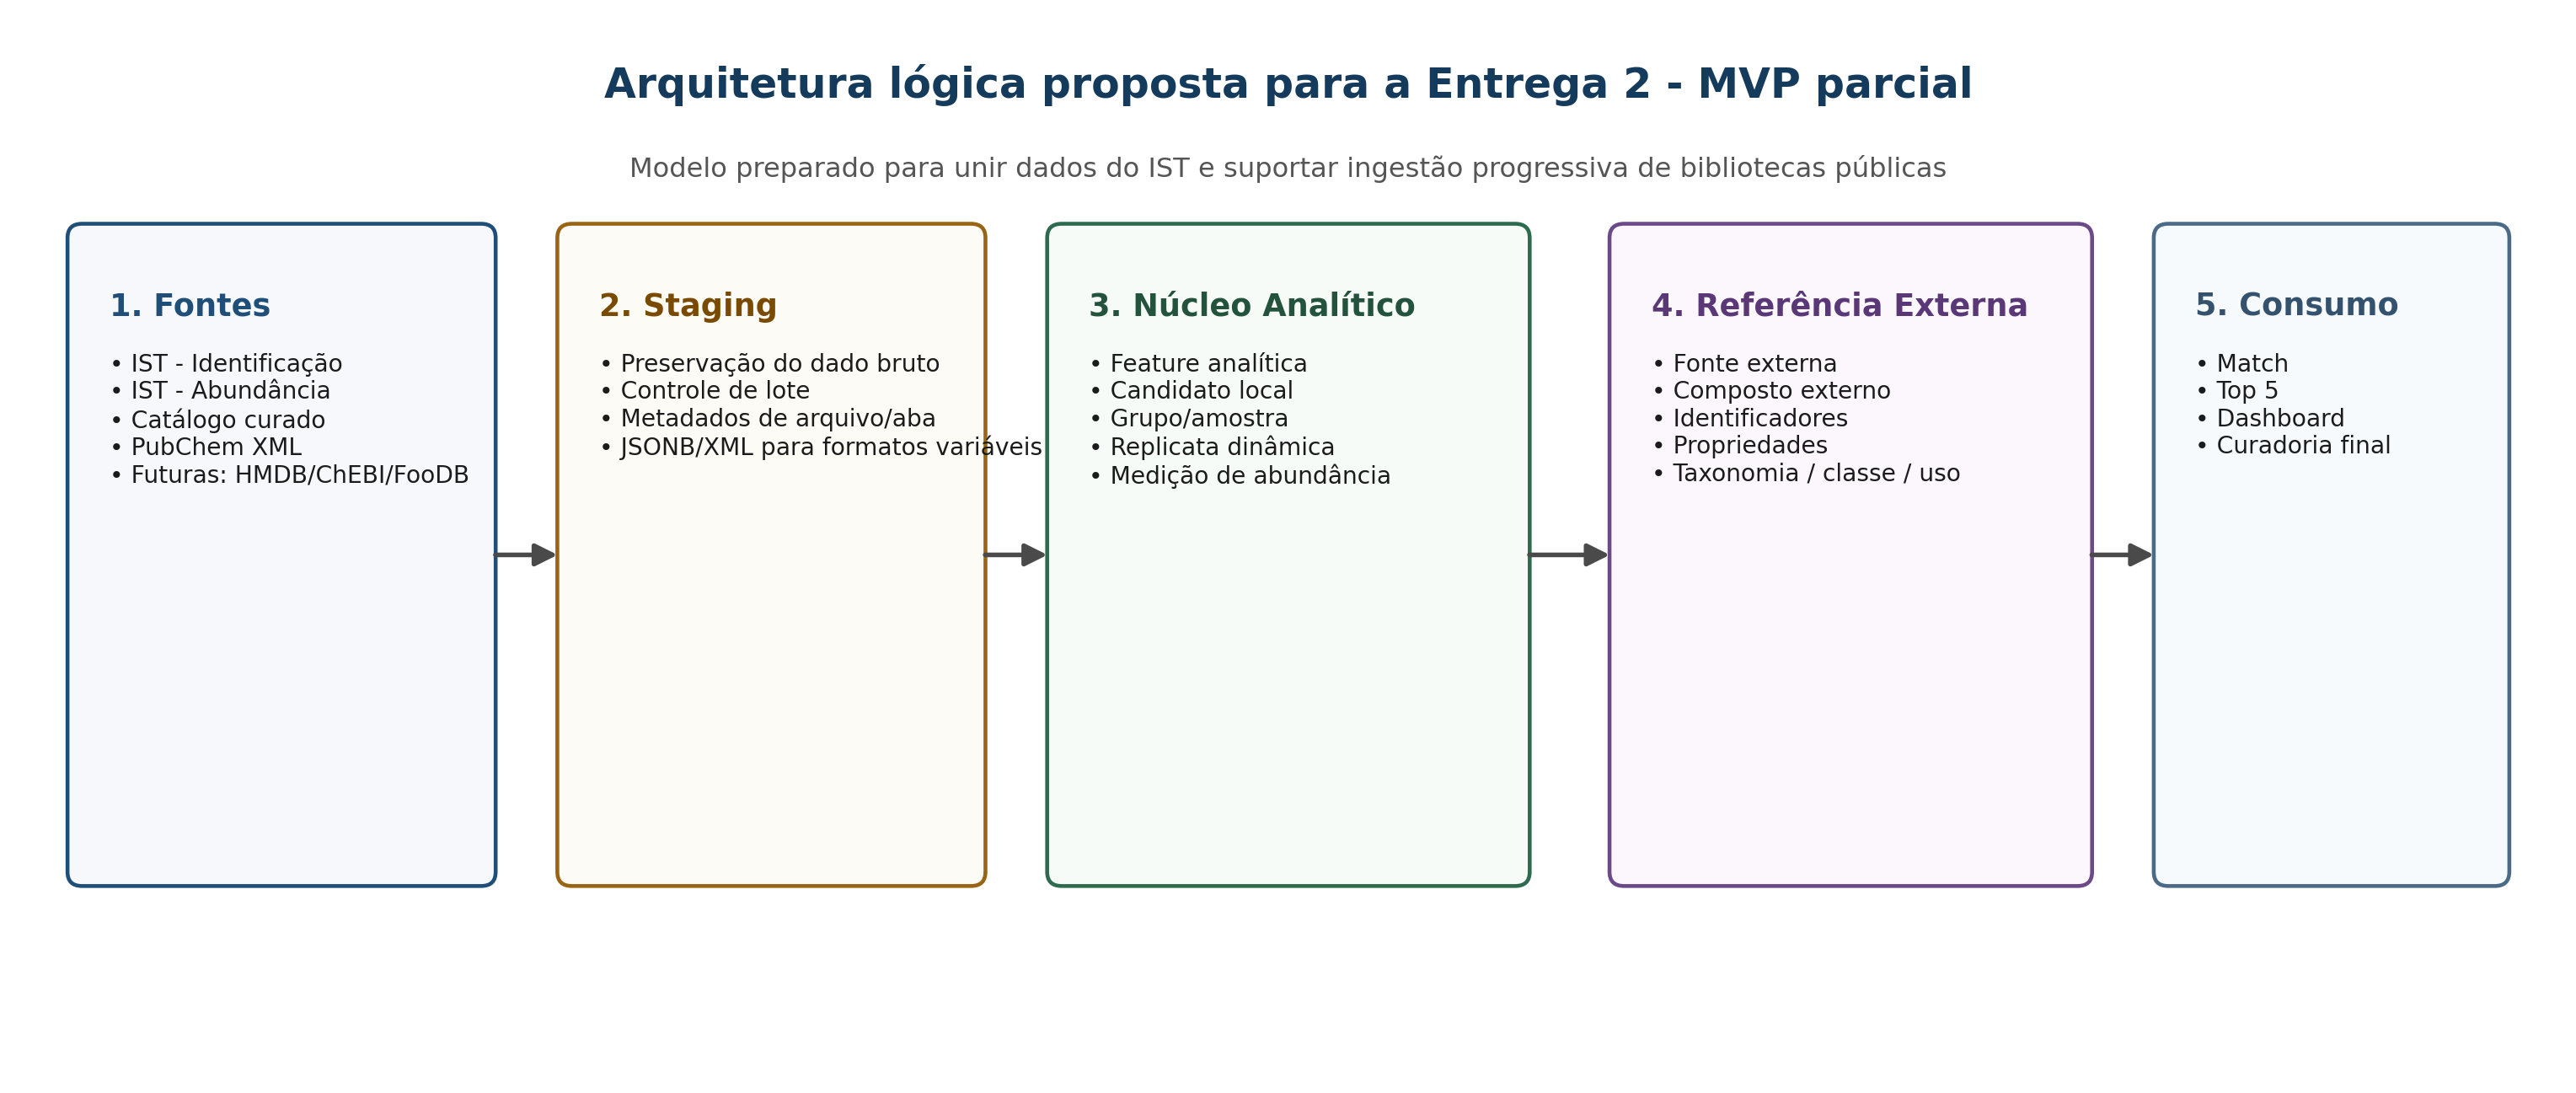 Arquitetura lógica proposta para a Entrega 2 - MVP parcial
Modelo preparado para unir dados do IST e suportar ingestão progressiva de bibliotecas públicas
1. Fontes
• IST - Identificação
• IST - Abundância
• Catálogo curado
• PubChem XML
• Futuras: HMDB/ChEBI/FooDB
2. Staging
• Preservação do dado bruto
• Controle de lote
• Metadados de arquivo/aba
• JSONB/XML para formatos variáveis
3. Núcleo Analítico
• Feature analítica
• Candidato local
• Grupo/amostra
• Replicata dinâmica
• Medição de abundância
4. Referência Externa
• Fonte externa
• Composto externo
• Identificadores
• Propriedades
• Taxonomia / classe / uso
5. Consumo
• Match
• Top 5
• Dashboard
• Curadoria final